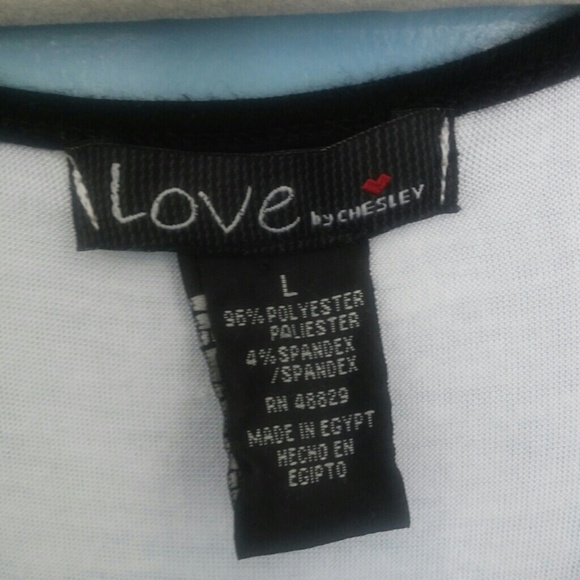 Love by CHESLEY
L
96% POLYESTER
PALIESTER
4% SPANDEX
/SPANDEX
RN 48829
MADE IN EGYPT
HECHO EN
EGIPTO